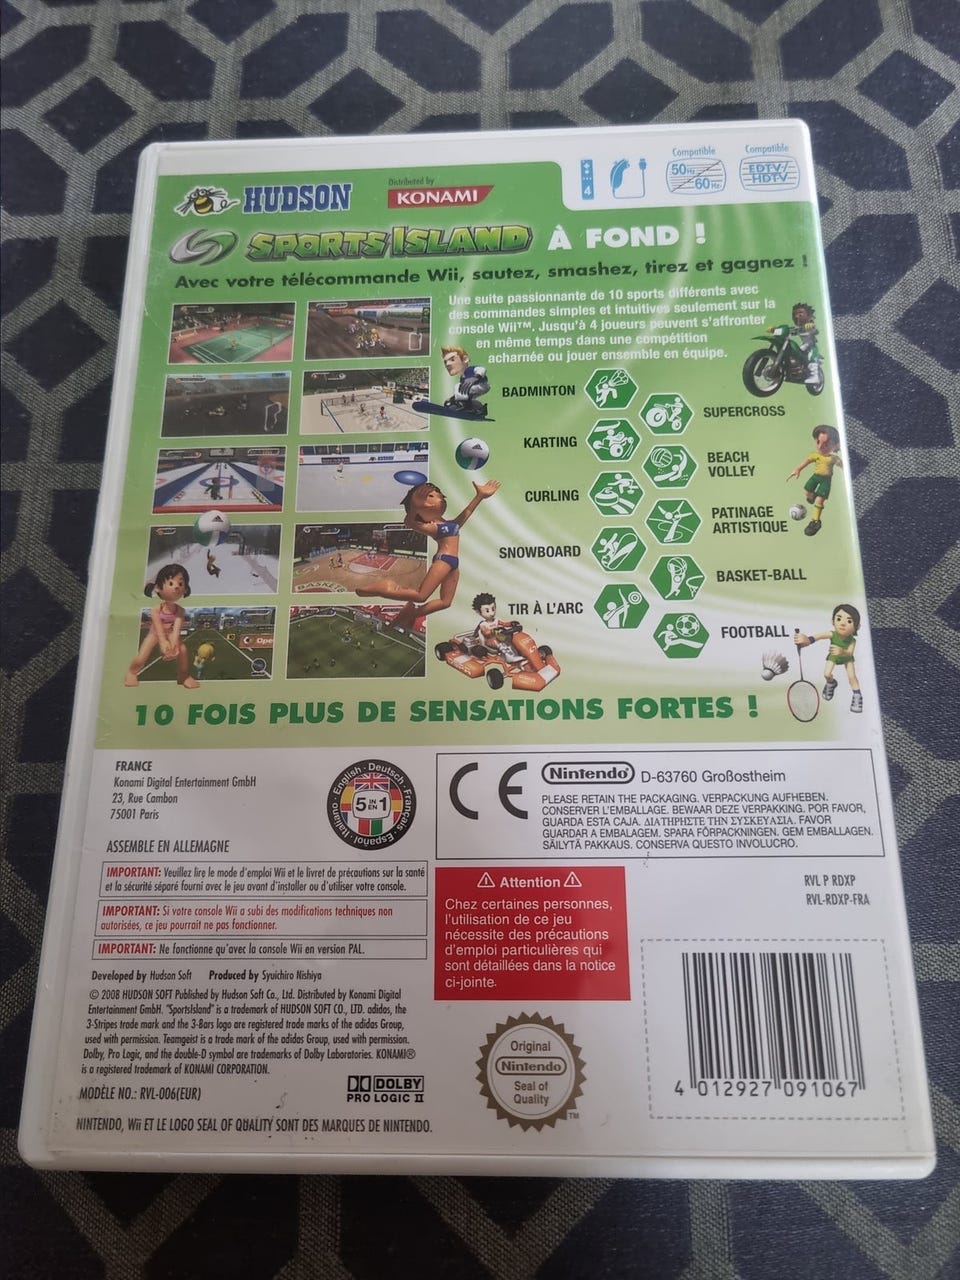 HUDSON
Distributed by
KONAMI
4
Compatible
50Hz
60Hz
Compatible
EDTV/
HDTV
SPORTS ISLAND À FOND !
Avec votre télécommande Wii, sautez, smashez, tirez et gagnez !
Une suite passionnante de 10 sports différents avec
des commandes simples et intuitives seulement sur la
console Wii™. Jusqu'à 4 joueurs peuvent s'affronter
en même temps dans une compétition
acharnée ou jouer ensemble en équipe.
BADMINTON
SUPERCROSS
KARTING
BEACH
VOLLEY
CURLING
PATINAGE
ARTISTIQUE
SNOWBOARD
BASKET-BALL
TIR À L'ARC
FOOTBALL
10 FOIS PLUS DE SENSATIONS FORTES !
FRANCE
Konami Digital Entertainment GmbH
23, Rue Cambon
75001 Paris
ASSEMBLE EN ALLEMAGNE
English · Deutsch · Français · Español · Italiano
5 IN EN 1
Nintendo D-63760 Großostheim
PLEASE RETAIN THE PACKAGING. VERPACKUNG AUFHEBEN.
CONSERVER L'EMBALLAGE. BEWAAR DEZE VERPAKKING. POR FAVOR,
GUARDA ESTA CAJA. ΔΙΑΤΗΡΗΣΤΕ ΤΗΝ ΣΥΣΚΕΥΑΣΙΑ. FAVOR
GUARDAR A EMBALAGEM. SPARA FÖRPACKNINGEN. GEM EMBALLAGEN.
SÄILYTÄ PAKKAUS. CONSERVA QUESTO INVOLUCRO.
IMPORTANT: Veuillez lire le mode d'emploi Wii et le livret de précautions sur la santé
et la sécurité séparé fourni avec le jeu avant d'installer ou d'utiliser votre console.
IMPORTANT: Si votre console Wii a subi des modifications techniques non
autorisées, ce jeu pourrait ne pas fonctionner.
IMPORTANT: Ne fonctionne qu'avec la console Wii en version PAL.
Attention
Chez certaines personnes,
l'utilisation de ce jeu
nécessite des précautions
d'emploi particulières qui
sont détaillées dans la notice
ci-jointe.
RVL P RDXP
RVL-RDXP-FRA
Developed by Hudson Soft Produced by Syuichiro Nishiya
© 2008 HUDSON SOFT Published by Hudson Soft Co., Ltd. Distributed by Konami Digital
Entertainment GmbH. "SportsIsland" is a trademark of HUDSON SOFT CO., LTD. adidas, the
3-Stripes trade mark and the 3-Bars logo are registered trade marks of the adidas Group,
used with permission. Teamgeist is a trade mark of the adidas Group, used with permission.
Dolby, Pro Logic, and the double-D symbol are trademarks of Dolby Laboratories. KONAMI®
is a registered trademark of KONAMI CORPORATION.
MODÈLE NO.: RVL-006(EUR)
DOLBY
PRO LOGIC II
NINTENDO, Wii ET LE LOGO SEAL OF QUALITY SONT DES MARQUES DE NINTENDO.
Original
Nintendo
Seal of
Quality
TM
4 012927 091067